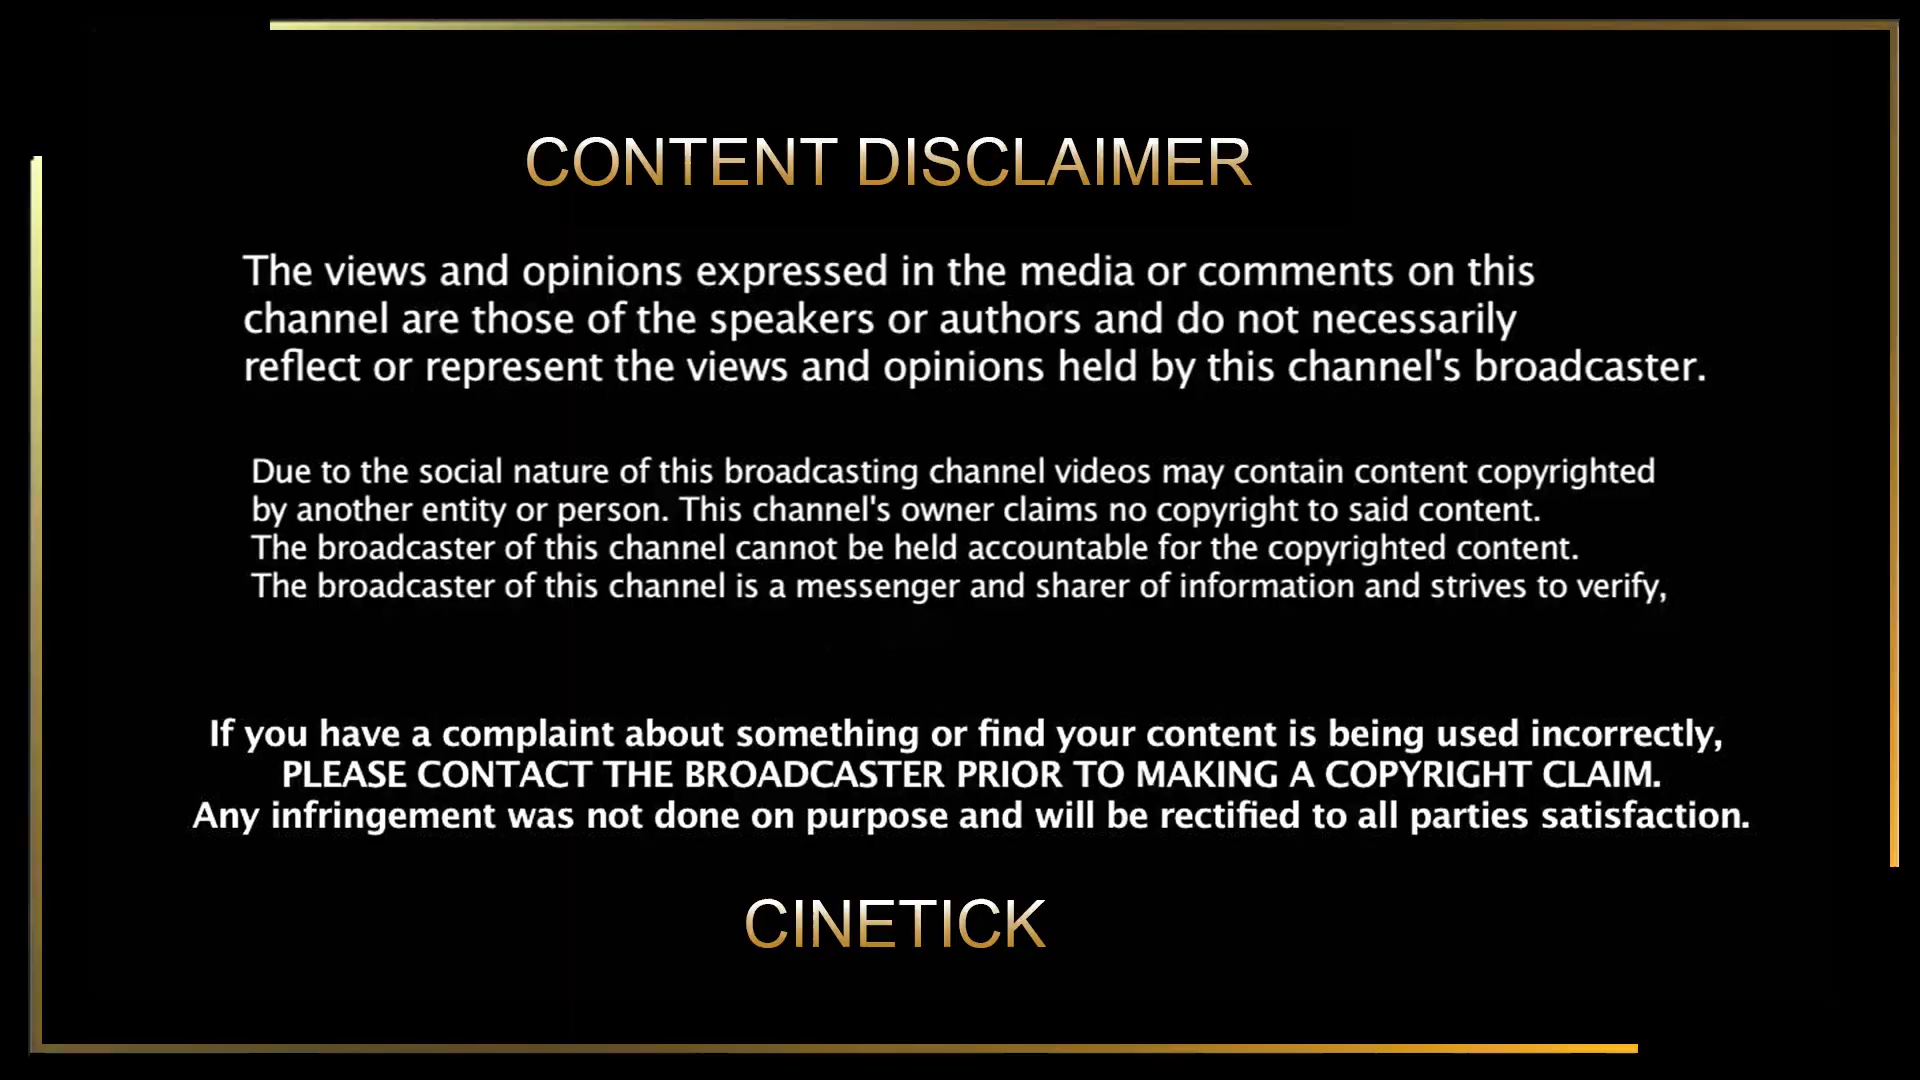 CONTENT DISCLAIMER
The views and opinions expressed in the media or comments on this
channel are those of the speakers or authors and do not necessarily
reflect or represent the views and opinions held by this channel's broadcaster.
Due to the social nature of this broadcasting channel videos may contain content copyrighted
by another entity or person. This channel's owner claims no copyright to said content.
The broadcaster of this channel cannot be held accountable for the copyrighted content.
The broadcaster of this channel is a messenger and sharer of information and strives to verify,
If you have a complaint about something or find your content is being used incorrectly,
PLEASE CONTACT THE BROADCASTER PRIOR TO MAKING A COPYRIGHT CLAIM.
Any infringement was not done on purpose and will be rectified to all parties satisfaction.
CINETICK